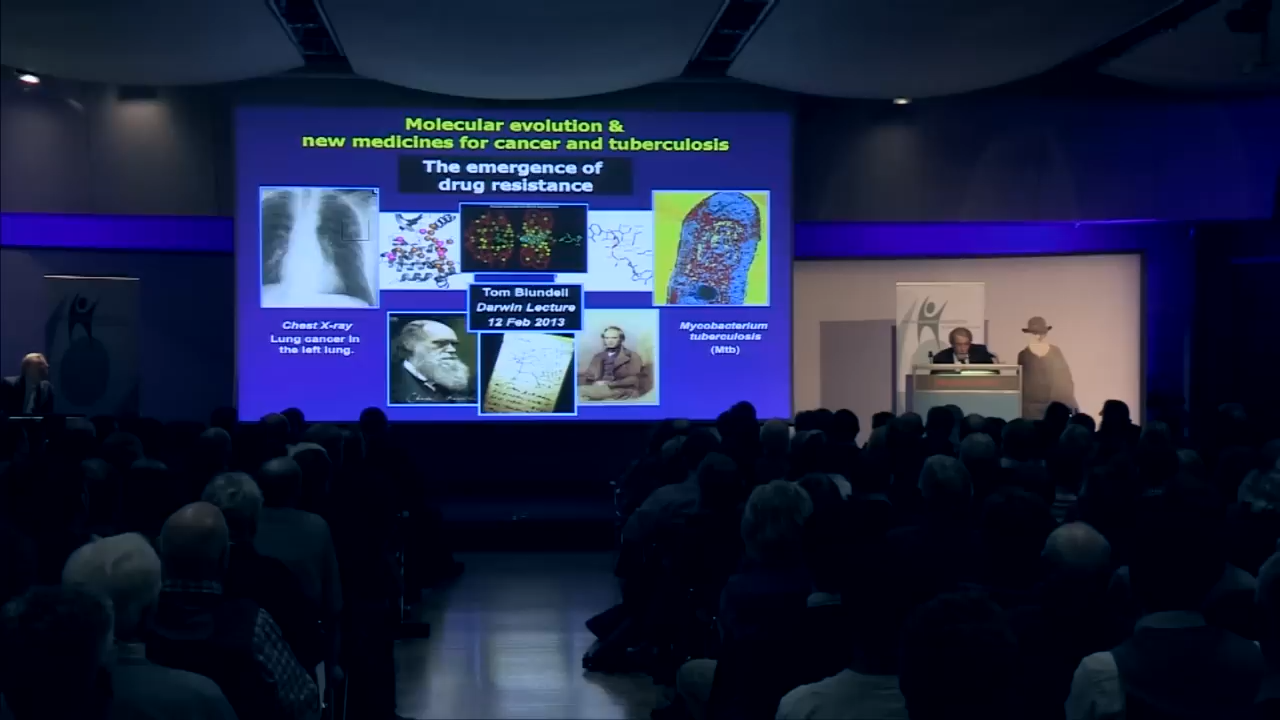 Molecular evolution &
new medicines for cancer and tuberculosis
The emergence of
drug resistance
Tom Blundell
Darwin Lecture
12 Feb 2013
Chest X-ray
Lung cancer in
the left lung.
Mycobacterium
tuberculosis
(Mtb)